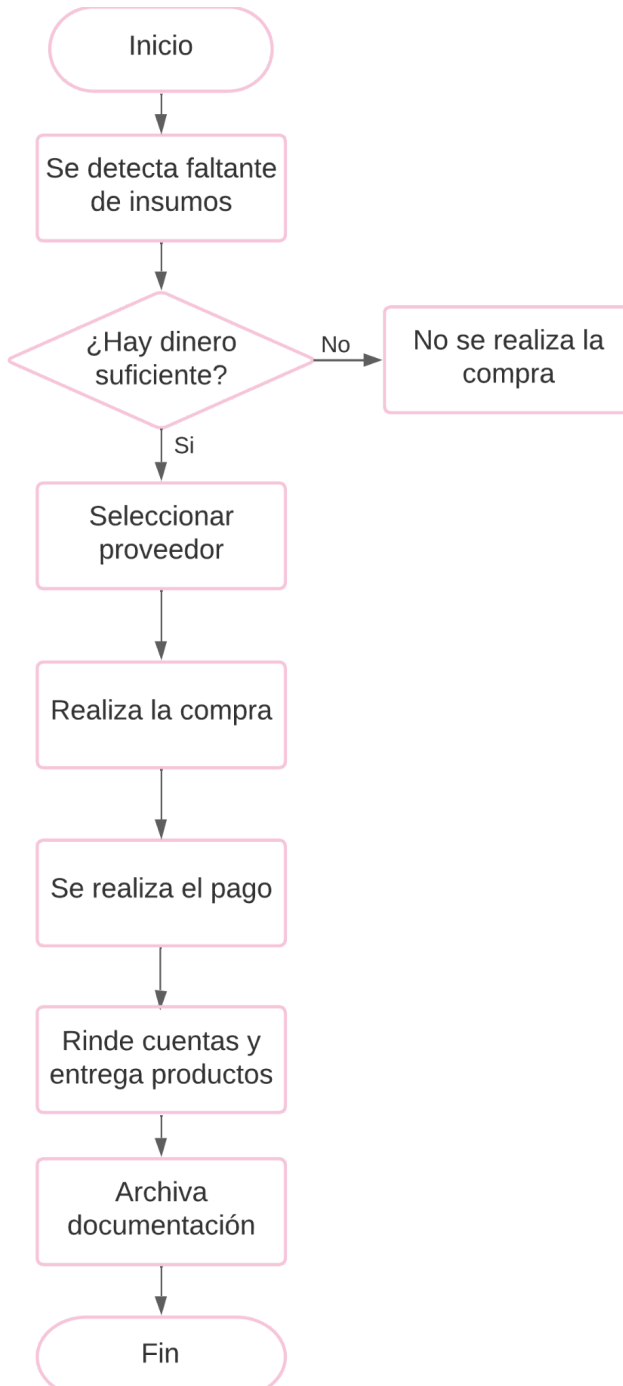 Inicio
Se detecta faltante
de insumos
¿Hay dinero
suficiente?
No
No se realiza la
compra
Si
Seleccionar
proveedor
Realiza la compra
Se realiza el pago
Rinde cuentas y
entrega productos
Archiva
documentación
Fin